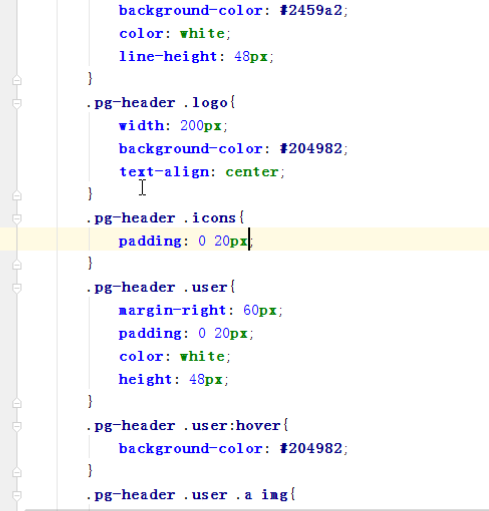 background-color: #2459a2;
color: white;
line-height: 48px;
}
.pg-header .logo{
width: 200px;
background-color: #204982;
text-align: center;
}
.pg-header .icons{
padding: 0 20px;
}
.pg-header .user{
margin-right: 60px;
padding: 0 20px;
color: white;
height: 48px;
}
.pg-header .user:hover{
background-color: #204982;
}
.pg-header .user .a img{